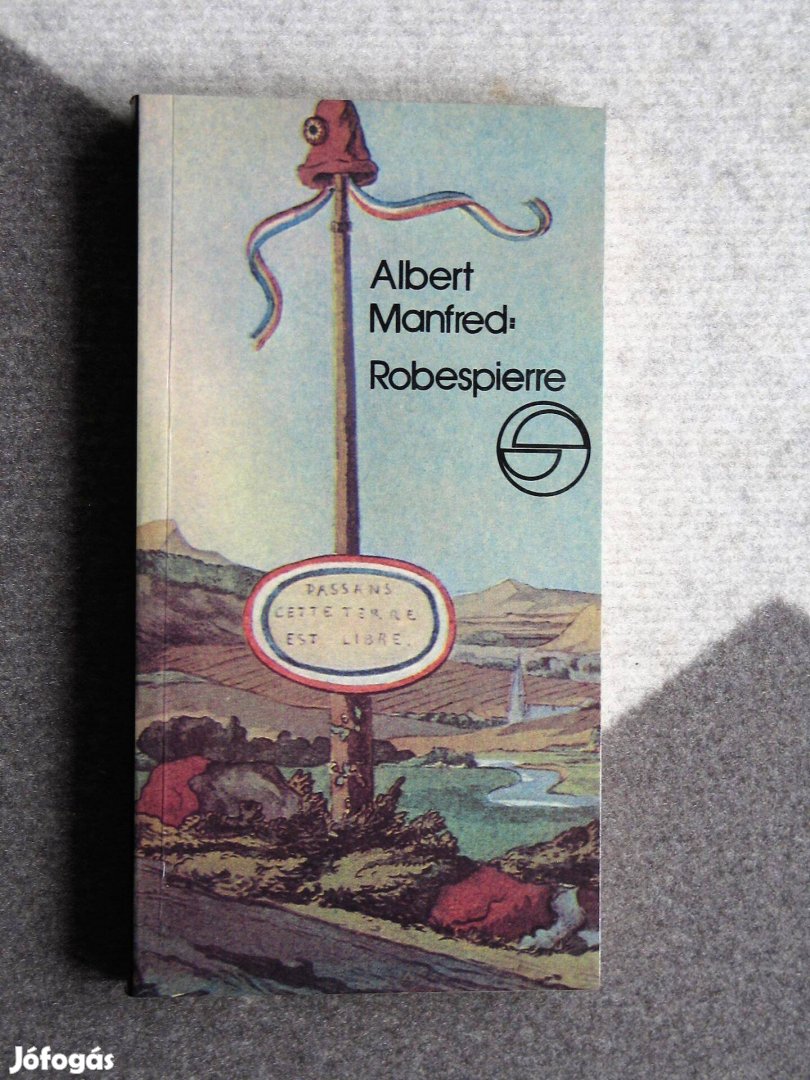 Albert
Manfred:
Robespierre
PASSANS
CETTE TERRE
EST LIBRE.
Jófogás